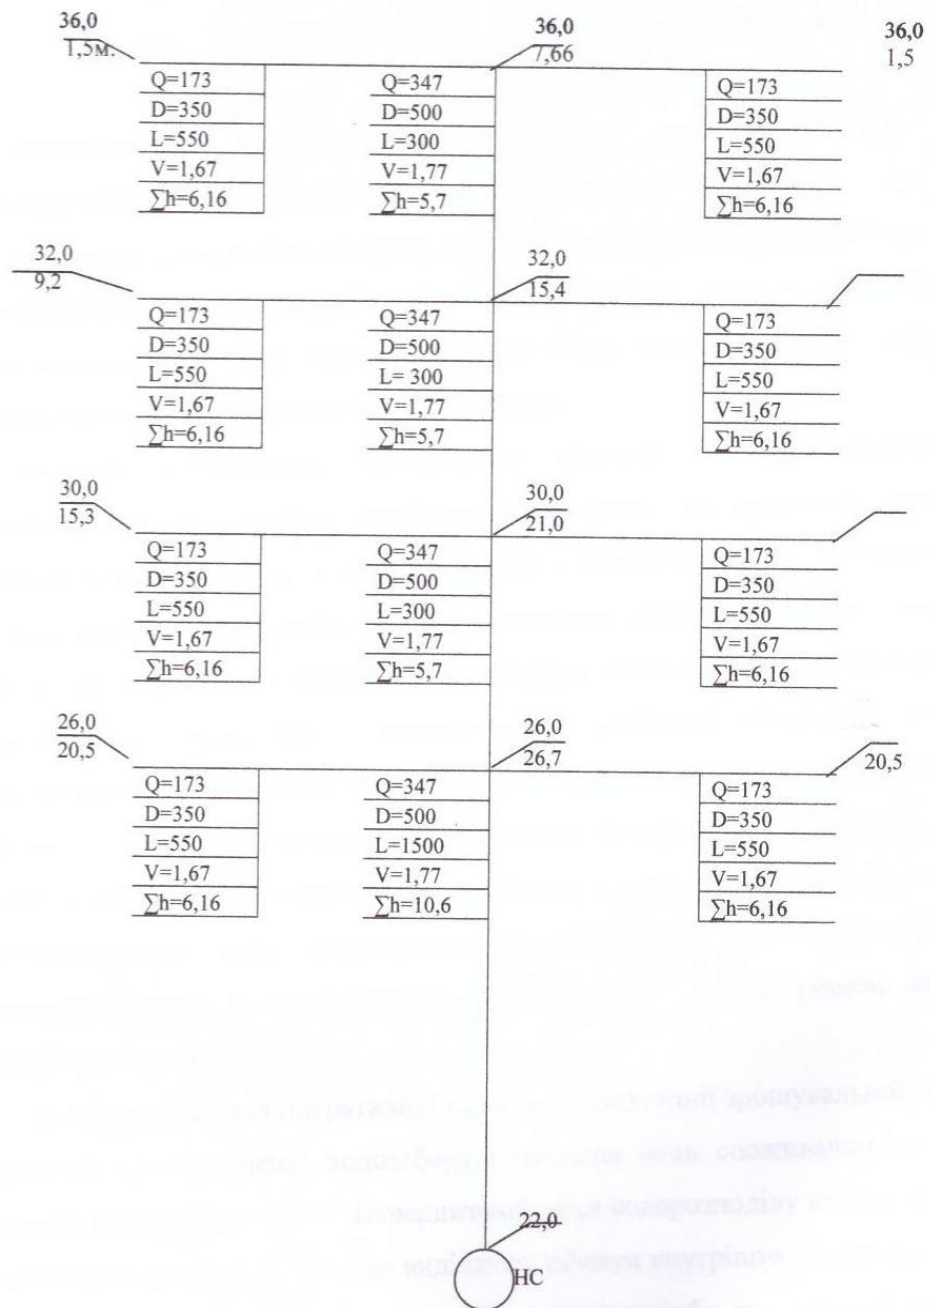 36,0 36,0 36,0
1,5м. 7,66 1,5
Q=173 Q=347 Q=173
D=350 D=500 D=350
L=550 L=300 L=550
V=1,67 V=1,77 V=1,67
∑h=6,16 ∑h=5,7 ∑h=6,16
32,0 32,0
9,2 15,4
Q=173 Q=347 Q=173
D=350 D=500 D=350
L=550 L= 300 L=550
V=1,67 V=1,77 V=1,67
∑h=6,16 ∑h=5,7 ∑h=6,16
30,0 30,0
15,3 21,0
Q=173 Q=347 Q=173
D=350 D=500 D=350
L=550 L=300 L=550
V=1,67 V=1,77 V=1,67
∑h=6,16 ∑h=5,7 ∑h=6,16
26,0 26,0
20,5 26,7 20,5
Q=173 Q=347 Q=173
D=350 D=500 D=350
L=550 L=1500 L=550
V=1,67 V=1,77 V=1,67
∑h=6,16 ∑h=10,6 ∑h=6,16
22,0
НС